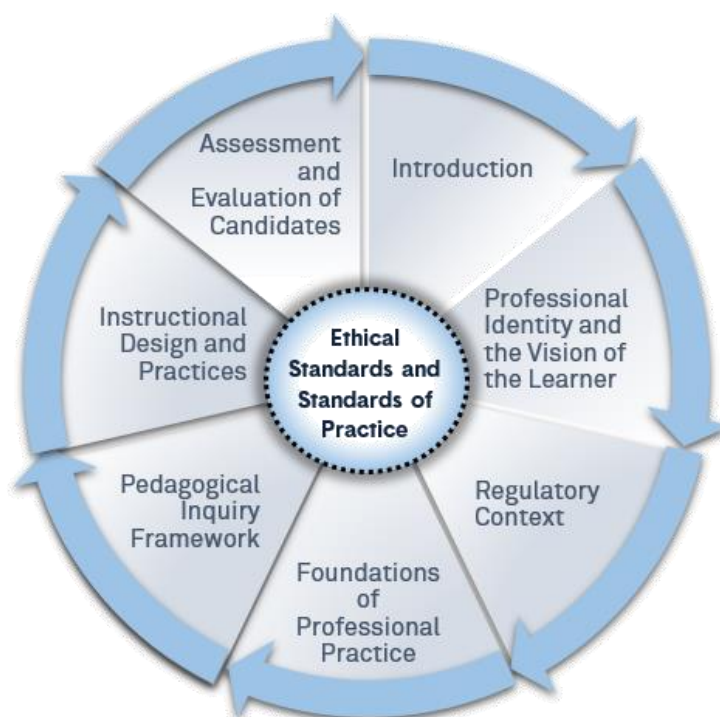 Introduction
Professional
Identity and
the Vision of
the Learner
Regulatory
Context
Foundations
of
Professional
Practice
Pedagogical
Inquiry
Framework
Instructional
Design and
Practices
Assessment
and
Evaluation of
Candidates
Ethical
Standards and
Standards of
Practice